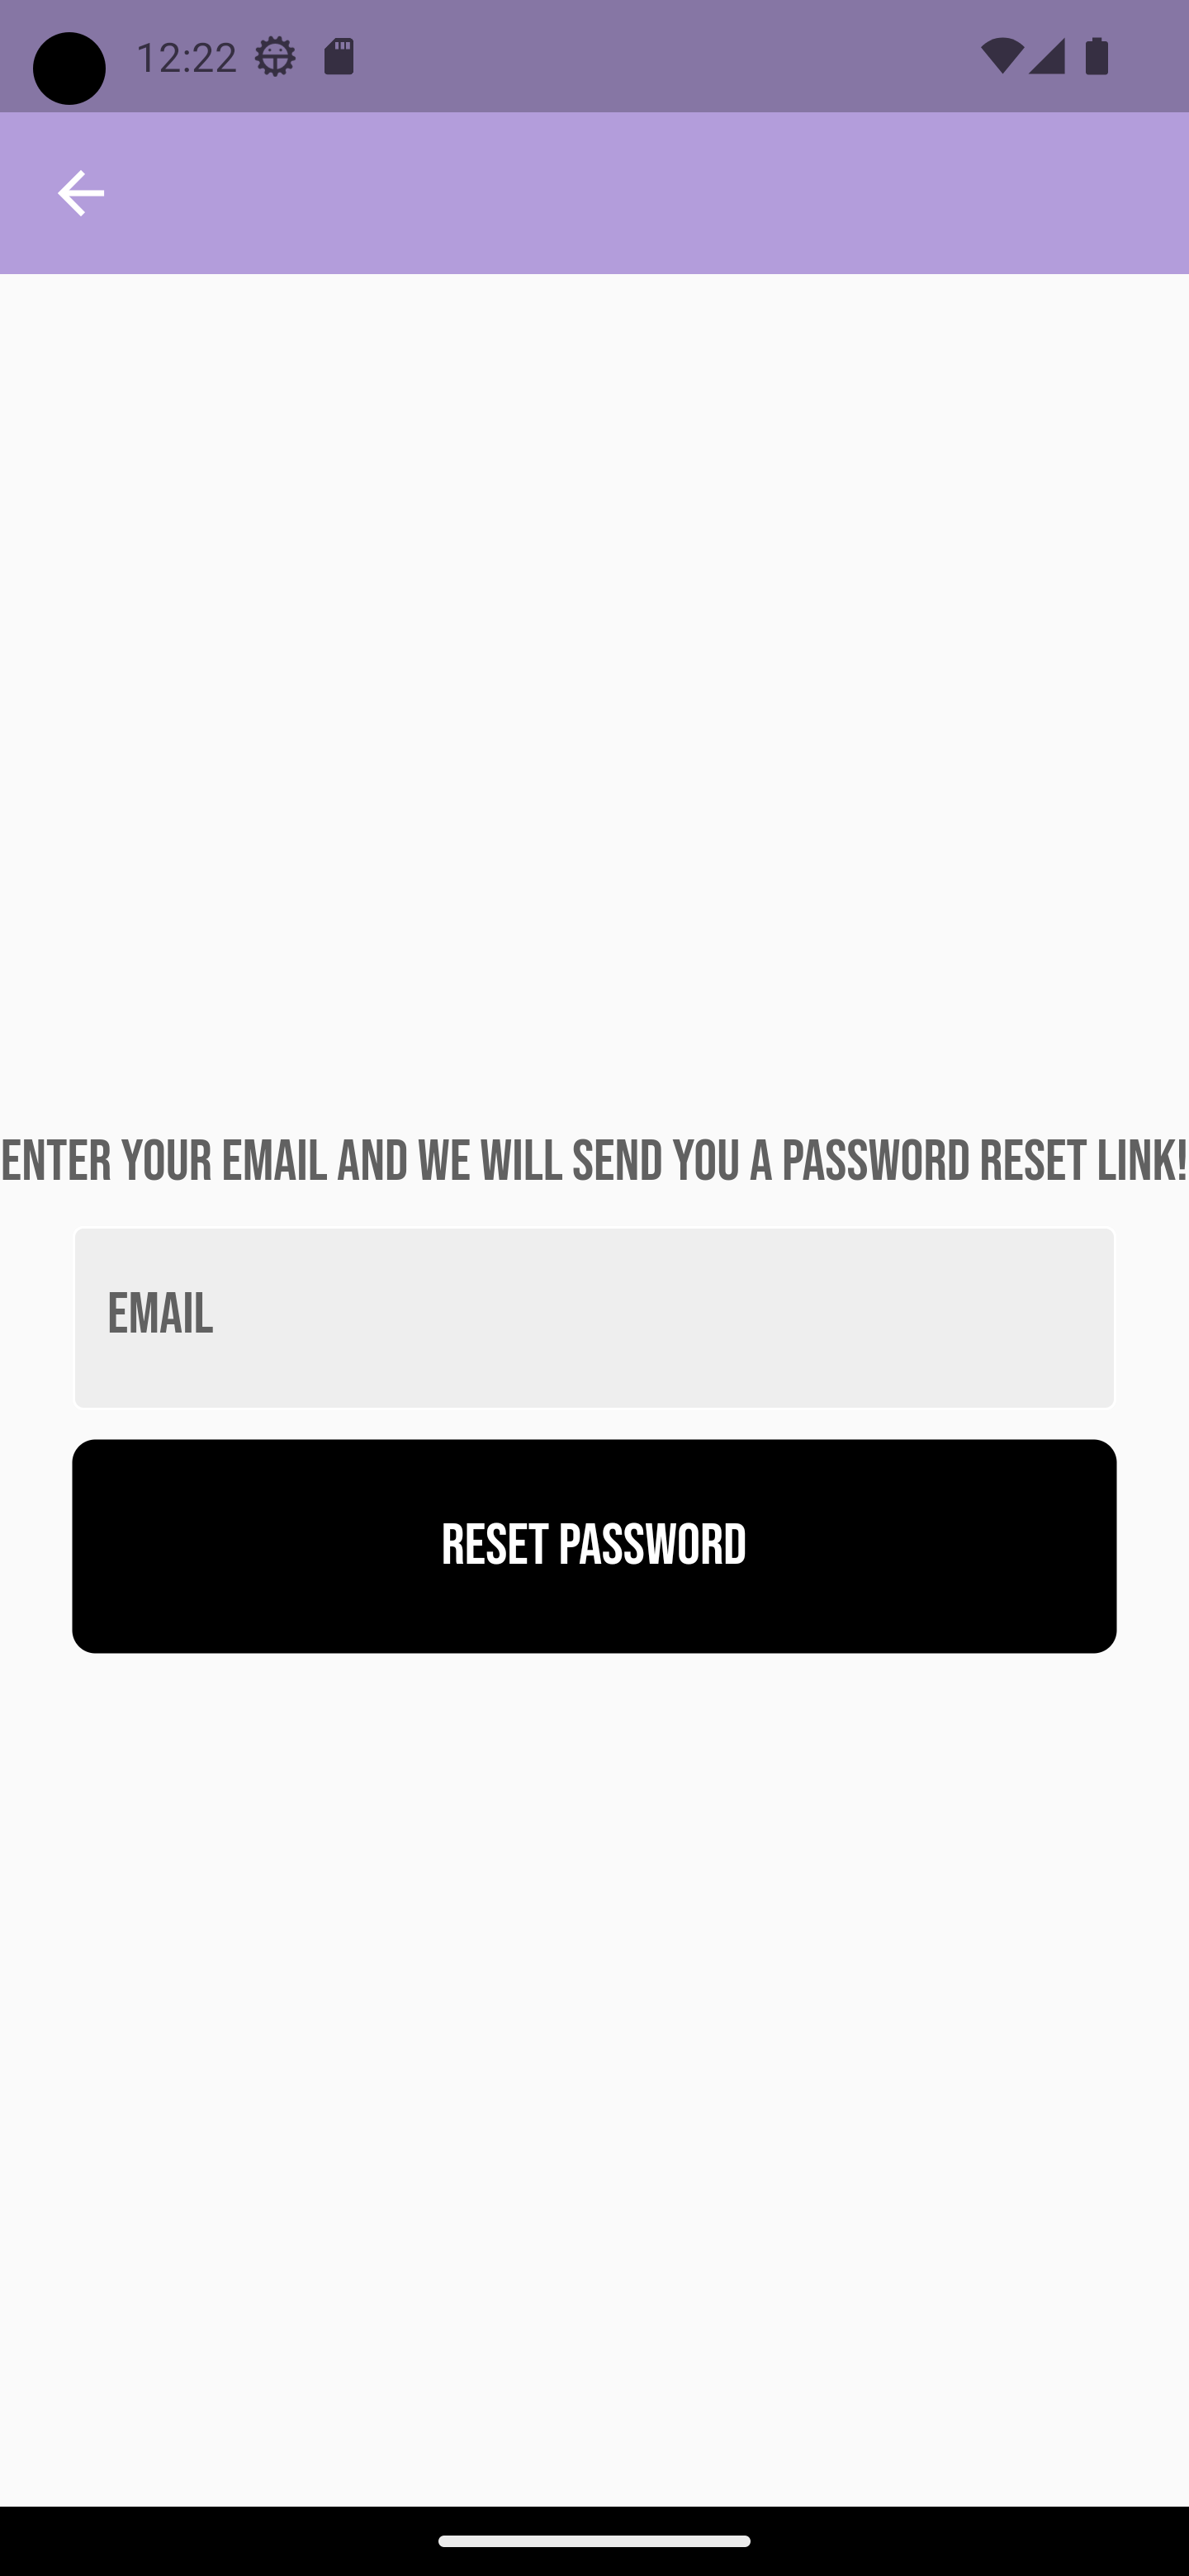 12:22
ENTER YOUR EMAIL AND WE WILL SEND YOU A PASSWORD RESET LINK!
EMAIL
RESET PASSWORD